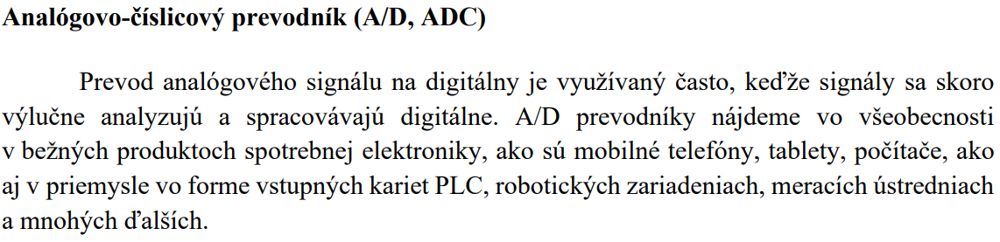 Analógovo-číslicový prevodník (A/D, ADC)
Prevod analógového signálu na digitálny je využívaný často, keďže signály sa skoro
výlučne analyzujú a spracovávajú digitálne. A/D prevodníky nájdeme vo všeobecnosti
v bežných produktoch spotrebnej elektroniky, ako sú mobilné telefóny, tablety, počítače, ako
aj v priemysle vo forme vstupných kariet PLC, robotických zariadeniach, meracích ústredniach
a mnohých ďalších.